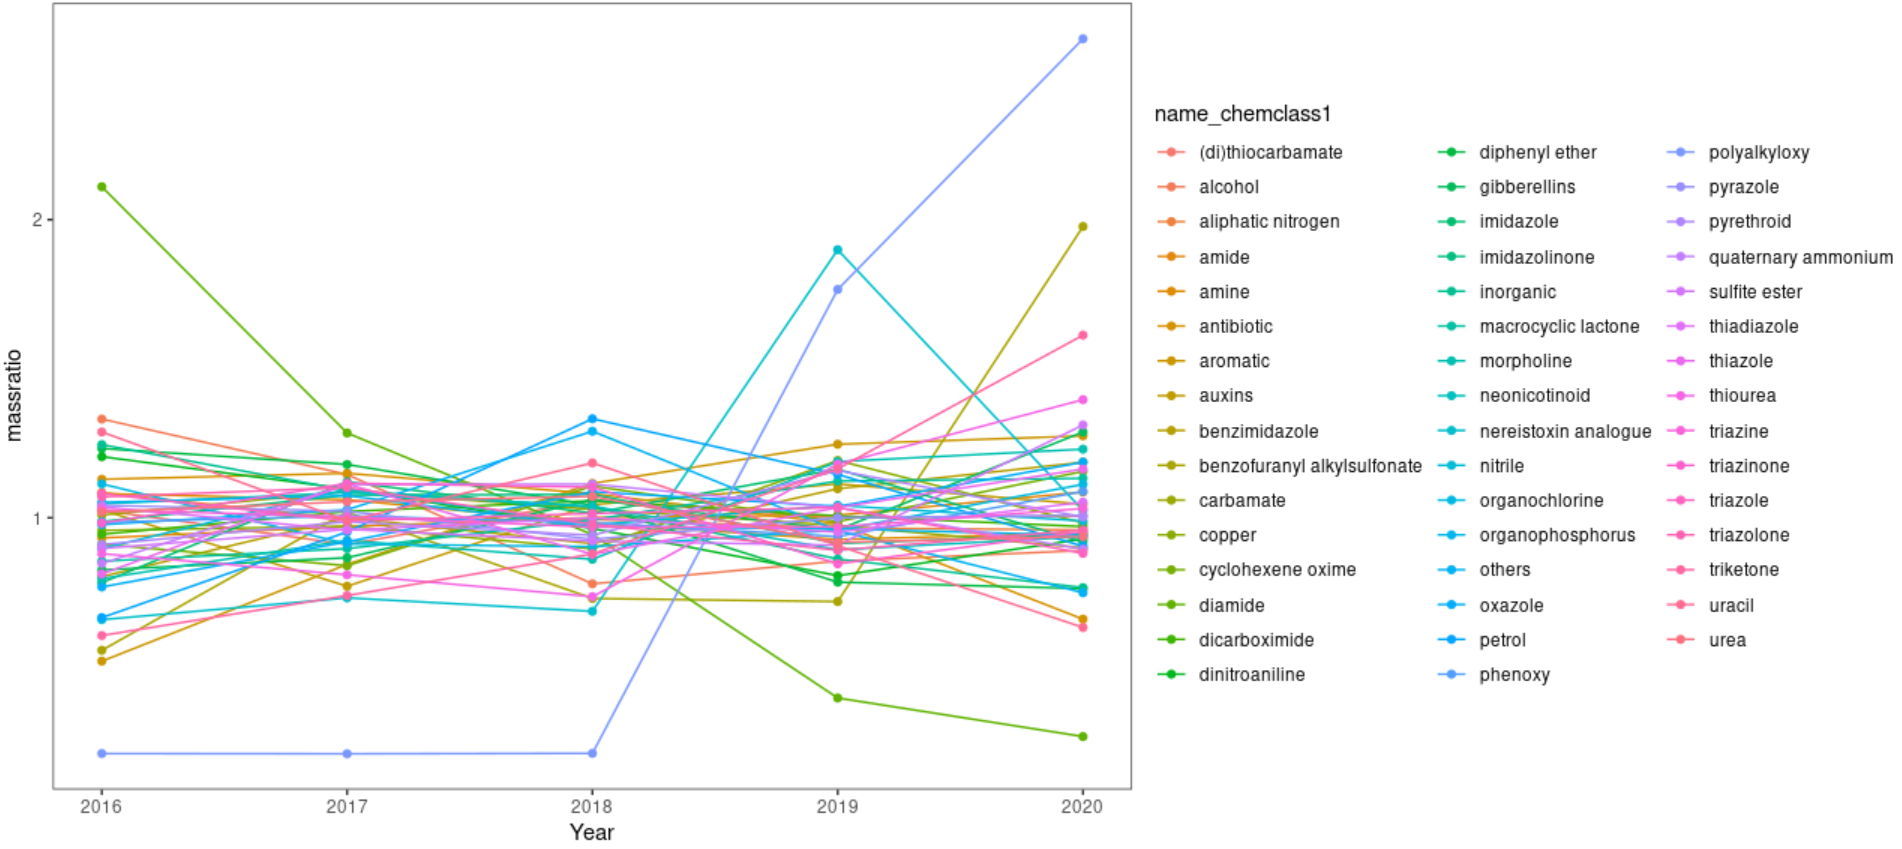 massratio
2
1
2016 2017 2018 2019 2020
Year
name_chemclass1
(di)thiocarbamate
alcohol
aliphatic nitrogen
amide
amine
antibiotic
aromatic
auxins
benzimidazole
benzofuranyl alkylsulfonate
carbamate
copper
cyclohexene oxime
diamide
dicarboximide
dinitroaniline
diphenyl ether
gibberellins
imidazole
imidazolinone
inorganic
macrocyclic lactone
morpholine
neonicotinoid
nereistoxin analogue
nitrile
organochlorine
organophosphorus
others
oxazole
petrol
phenoxy
polyalkyloxy
pyrazole
pyrethroid
quaternary ammonium
sulfite ester
thiadiazole
thiazole
thiourea
triazine
triazinone
triazole
triazolone
triketone
uracil
urea